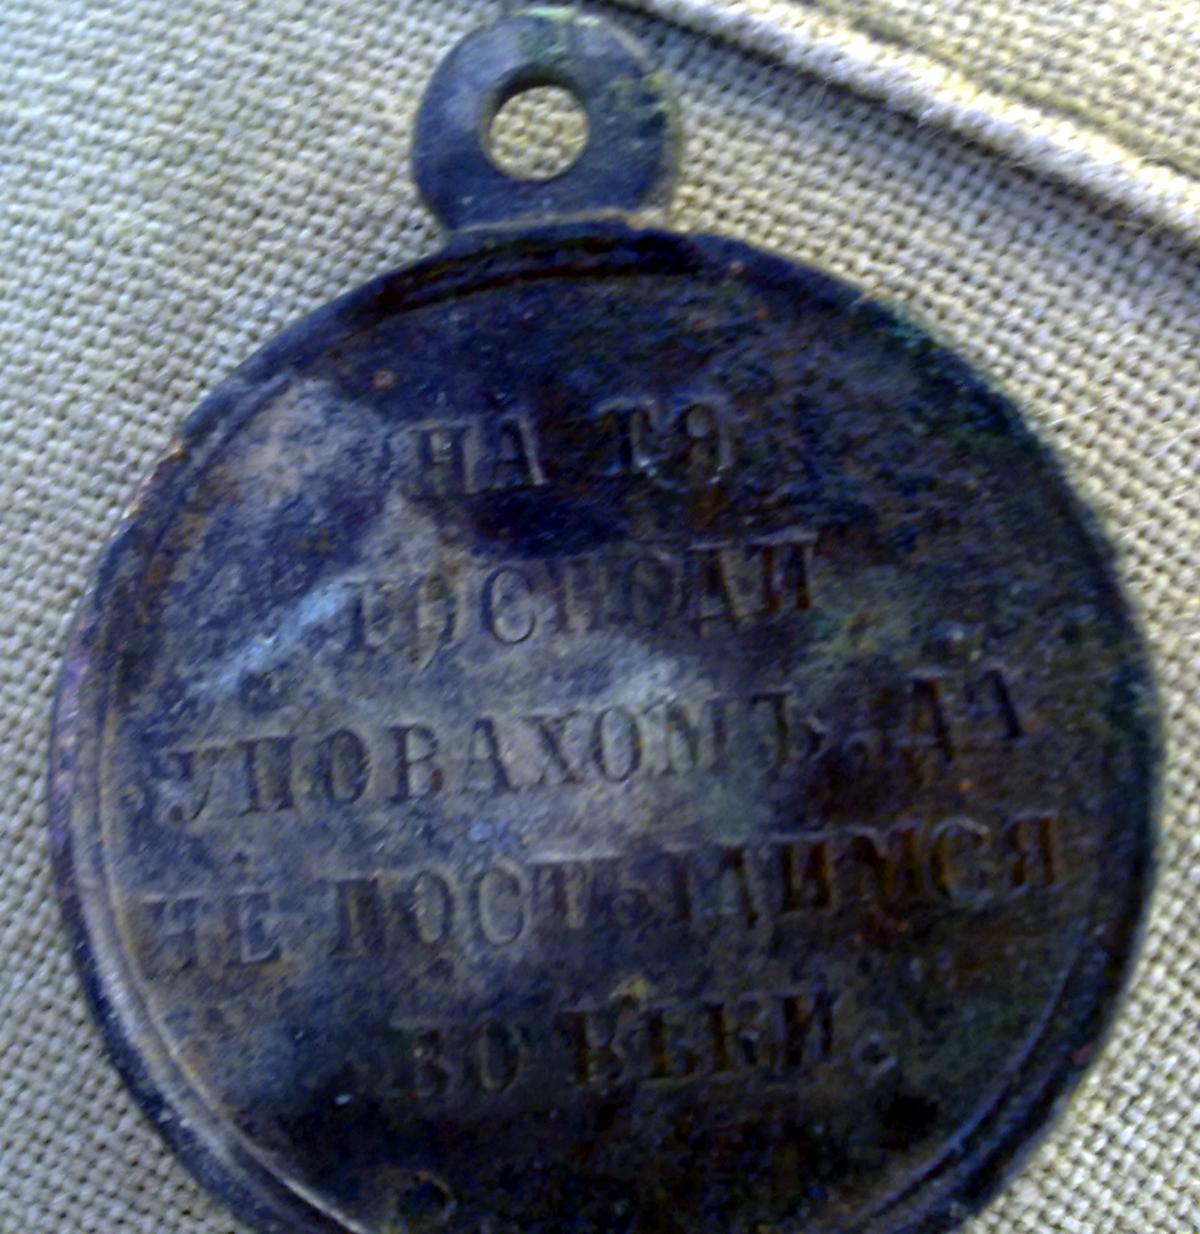 НА ТЯ
ГОСПОДИ
УПОВАХОМЪ, ДА
НЕ ПОСТЫДИМСЯ
ВО ВѢКИ.